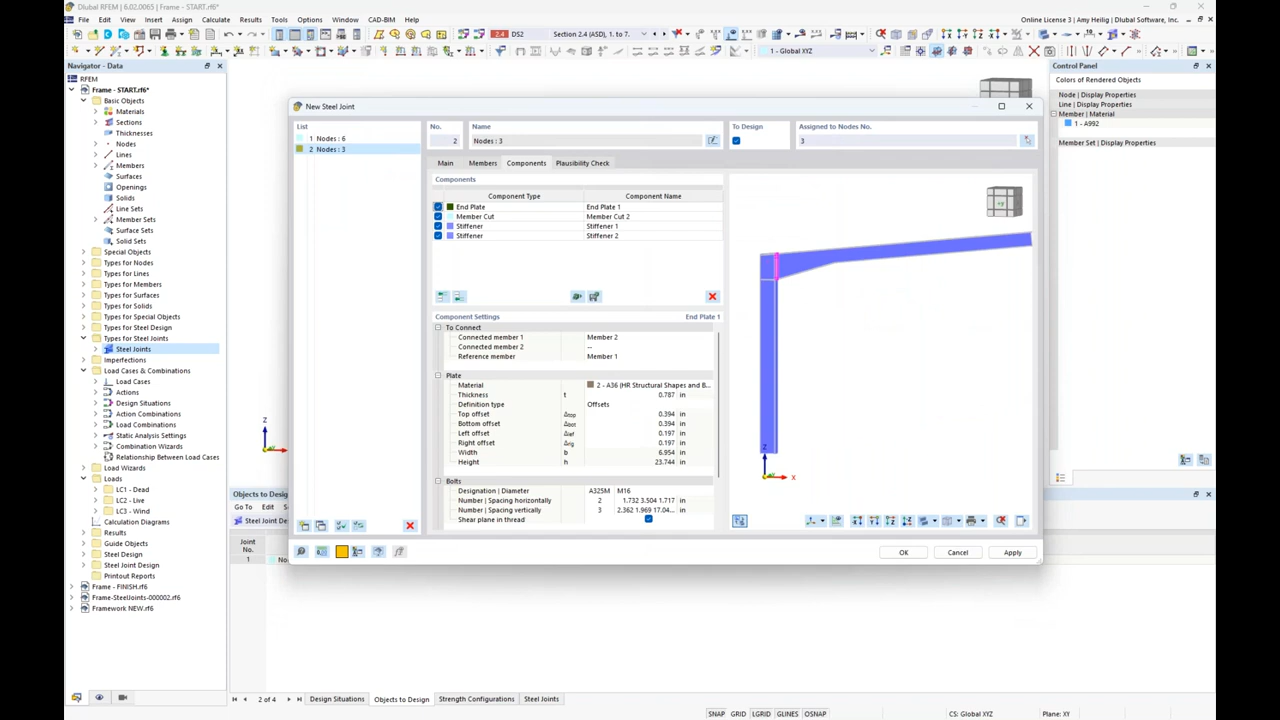 Dlubal RFEM | 6.02.0065 | Frame - START.rf6*
File Edit View Insert Assign Calculate Results Tools Options Window CAD-BIM Help
Online License 3 | Amy Heilig | Dlubal Software, Inc.
2.4 DS2 Section 2.4 (ASD), 1. to 7.
1 - Global XYZ
Navigator - Data
RFEM
Frame - START.rf6*
Basic Objects
Materials
Sections
Thicknesses
Nodes
Lines
Members
Surfaces
Openings
Solids
Line Sets
Member Sets
Surface Sets
Solid Sets
Special Objects
Types for Nodes
Types for Lines
Types for Members
Types for Surfaces
Types for Solids
Types for Special Objects
Types for Steel Design
Types for Steel Joints
Steel Joints
Imperfections
Load Cases & Combinations
Load Cases
Actions
Design Situations
Action Combinations
Load Combinations
Static Analysis Settings
Combination Wizards
Relationship Between Load Cases
Load Wizards
Loads
LC1 - Dead
LC2 - Live
LC3 - Wind
Calculation Diagrams
Results
Guide Objects
Steel Design
Steel Joint Design
Printout Reports
Frame - FINISH.rf6*
Frame-SteelJoints-000002.rf6*
Framework NEW.rf6
New Steel Joint
List
1 Nodes : 6
2 Nodes : 3
No.
2
Name
Nodes : 3
To Design
Assigned to Nodes No.
3
Main Members Components Plausibility Check
Components
Component Type Component Name
End Plate End Plate 1
Member Cut Member Cut 2
Stiffener Stiffener 1
Stiffener Stiffener 2
Component Settings End Plate 1
To Connect
Connected member 1 Member 2
Connected member 2 --
Reference member Member 1
Plate
Material 2 - A36 (HR Structural Shapes and B...
Thickness t 0.787 in
Definition type Offsets
Top offset Δtop 0.394 in
Bottom offset Δbot 0.394 in
Left offset Δlef 0.197 in
Right offset Δrig 0.197 in
Width b 6.954 in
Height h 23.744 in
Bolts
Designation | Diameter A325M M16
Number | Spacing horizontally 2 1.732 3.504 1.717 in
Number | Spacing vertically 3 2.362 1.969 17.04... in
Shear plane in thread
+Y
Z
X
OK Cancel Apply
Z
Objects to Desig
Go To Edit S
Steel Joint De
Joint
No.
1 No
2 of 4 Design Situations Objects to Design Strength Configurations Steel Joints
Control Panel
Colors of Rendered Objects
Node | Display Properties
Line | Display Properties
Member | Material
1 - A992
Member Set | Display Properties
SNAP GRID LGRID GLINES OSNAP CS: Global XYZ Plane: XY